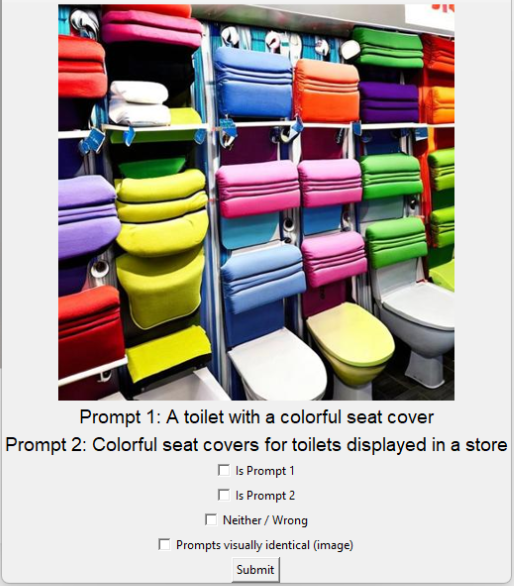 Prompt 1: A toilet with a colorful seat cover
Prompt 2: Colorful seat covers for toilets displayed in a store
Is Prompt 1
Is Prompt 2
Neither / Wrong
Prompts visually identical (image)
Submit